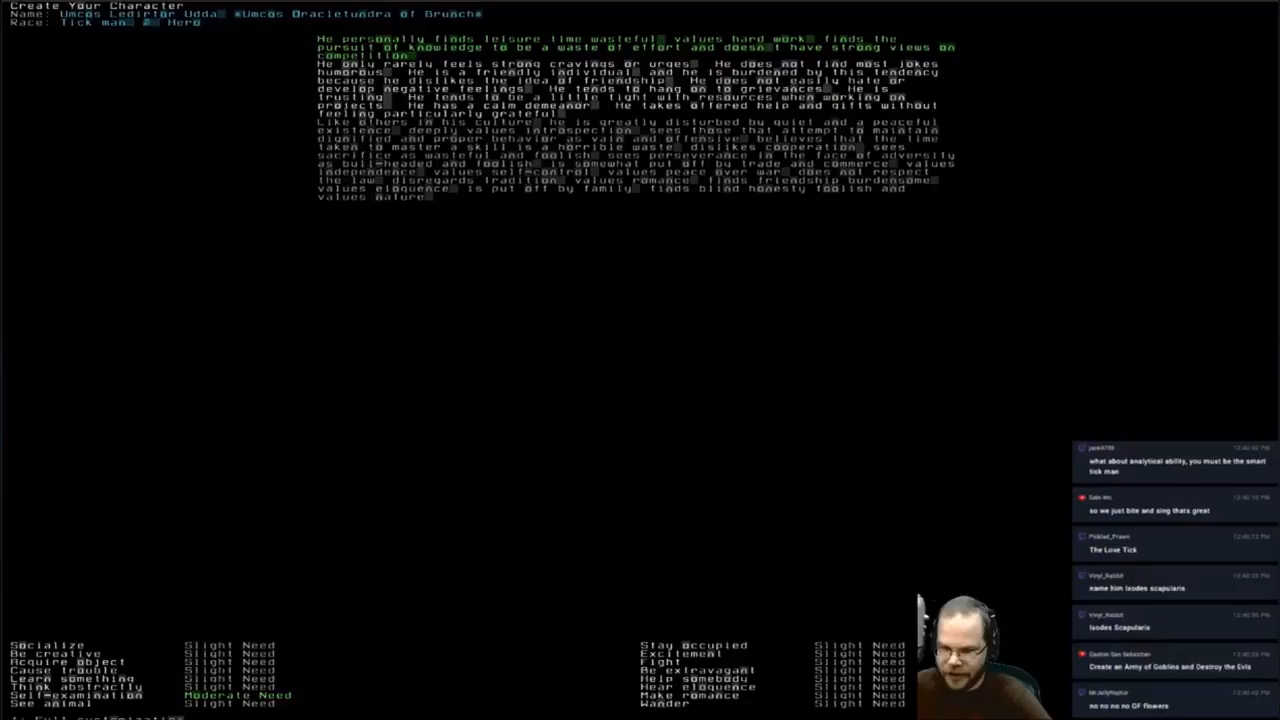 Create Your Character
Name: Umcos Ledirtor Udda "Umcos Oracletundra of Brunch"
Race: Tick man ♂ Hero
He personally finds leisure time wasteful, values hard work, finds the
pursuit of knowledge to be a waste of effort and doesn't have strong views on
competition.
He only rarely feels strong cravings or urges. He does not find most jokes
humorous. He is a friendly individual, and he is burdened by this tendency
because he dislikes the idea of friendship. He does not easily hate or
develop negative feelings. He tends to hang on to grievances. He is
trusting. He tends to be a little tight with resources when working on
projects. He has a calm demeanor. He takes offered help and gifts without
feeling particularly grateful.
Like others in his culture, he is greatly disturbed by quiet and a peaceful
existence, deeply values introspection, sees those that attempt to maintain
dignified and proper behavior as vain and offensive, believes that the time
taken to master a skill is a horrible waste, dislikes cooperation, sees
sacrifice as wasteful and foolish, sees perseverance in the face of adversity
as bull-headed and foolish, is somewhat put off by trade and commerce, values
independence, values self-control, values peace over war, does not respect
the law, disregards tradition, values romance, finds friendship burdensome,
values eloquence, is put off by family, finds blind honesty foolish and
values nature.
Socialize Slight Need
Be creative Slight Need
Acquire object Slight Need
Cause trouble Slight Need
Learn something Slight Need
Think abstractly Slight Need
Self-examination Moderate Need
See animal Slight Need
Stay occupied Slight Need
Excitement Slight Need
Fight Slight Need
Be extravagant Slight Need
Help somebody Slight Need
Hear eloquence Slight Need
Make romance Slight Need
Wander Slight Need
Full customization
jack4799 12:40:00 PM
what about analytical ability, you must be the smart
tick man
Salo Inc.
so we just bite and sing thats great
Pickled_Prawn
The Love Tick
Vinyl_Rabbit
name him Ixodes scapularis
Vinyl_Rabbit
Ixodes Scapularis
San Sebastian
Create an Army of Goblins and Destroy the Evils
MrJellyRaptor
no no no no OF flowers